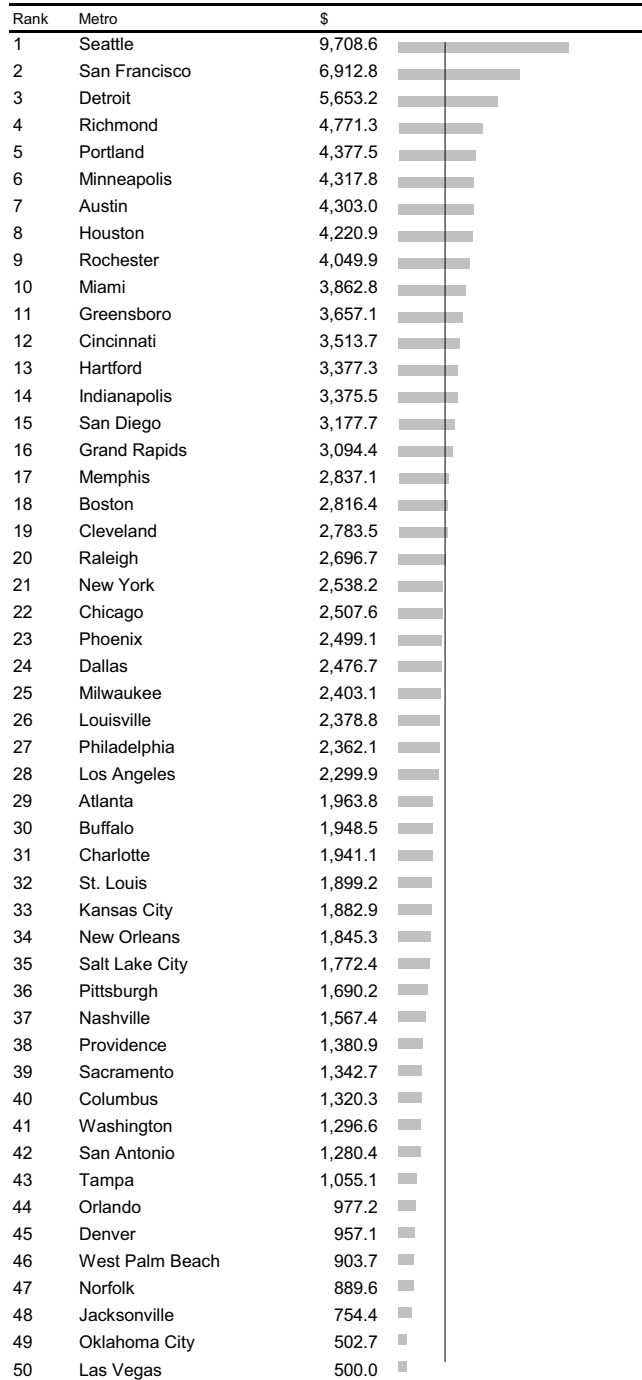 Rank Metro $
1 Seattle 9,708.6
2 San Francisco 6,912.8
3 Detroit 5,653.2
4 Richmond 4,771.3
5 Portland 4,377.5
6 Minneapolis 4,317.8
7 Austin 4,303.0
8 Houston 4,220.9
9 Rochester 4,049.9
10 Miami 3,862.8
11 Greensboro 3,657.1
12 Cincinnati 3,513.7
13 Hartford 3,377.3
14 Indianapolis 3,375.5
15 San Diego 3,177.7
16 Grand Rapids 3,094.4
17 Memphis 2,837.1
18 Boston 2,816.4
19 Cleveland 2,783.5
20 Raleigh 2,696.7
21 New York 2,538.2
22 Chicago 2,507.6
23 Phoenix 2,499.1
24 Dallas 2,476.7
25 Milwaukee 2,403.1
26 Louisville 2,378.8
27 Philadelphia 2,362.1
28 Los Angeles 2,299.9
29 Atlanta 1,963.8
30 Buffalo 1,948.5
31 Charlotte 1,941.1
32 St. Louis 1,899.2
33 Kansas City 1,882.9
34 New Orleans 1,845.3
35 Salt Lake City 1,772.4
36 Pittsburgh 1,690.2
37 Nashville 1,567.4
38 Providence 1,380.9
39 Sacramento 1,342.7
40 Columbus 1,320.3
41 Washington 1,296.6
42 San Antonio 1,280.4
43 Tampa 1,055.1
44 Orlando 977.2
45 Denver 957.1
46 West Palm Beach 903.7
47 Norfolk 889.6
48 Jacksonville 754.4
49 Oklahoma City 502.7
50 Las Vegas 500.0